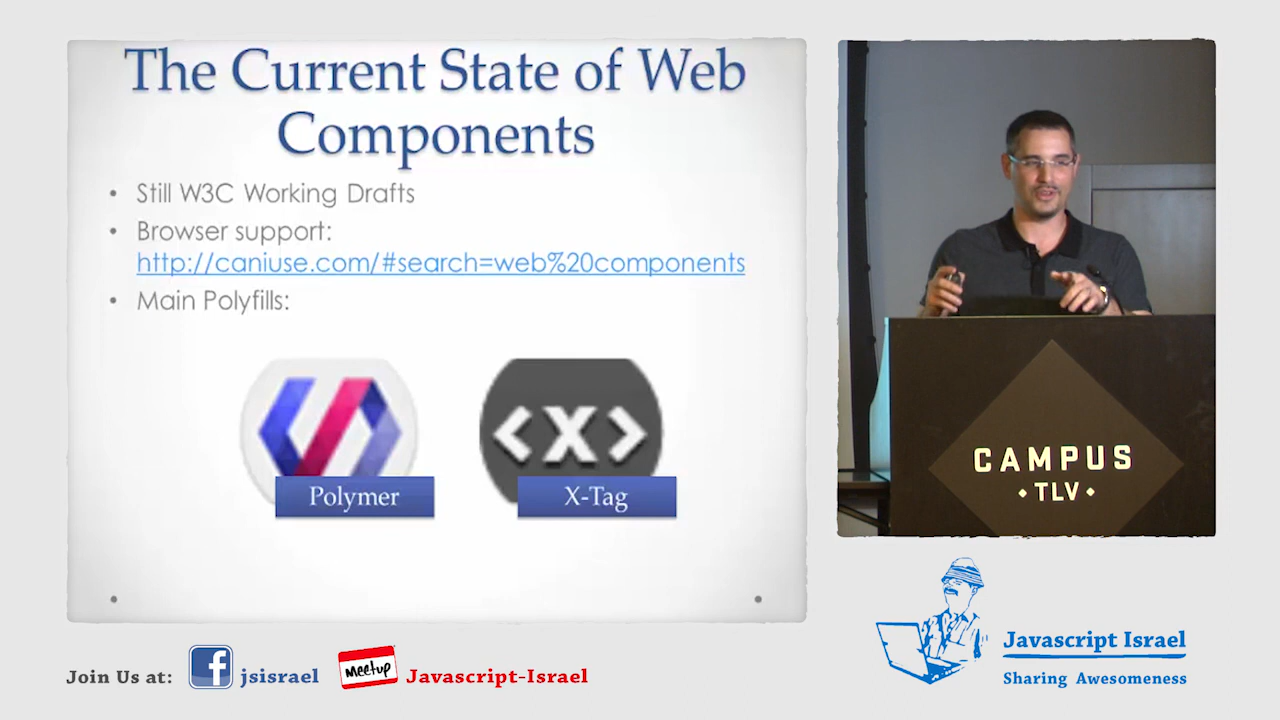 The Current State of Web
Components
• Still W3C Working Drafts
• Browser support:
http://caniuse.com/#search=web%20components
• Main Polyfills:
<X>
Polymer
X-Tag
CAMPUS
TLV
Join Us at:
f
jsisrael
Meetup
Javascript-Israel
Javascript Israel
Sharing Awesomeness